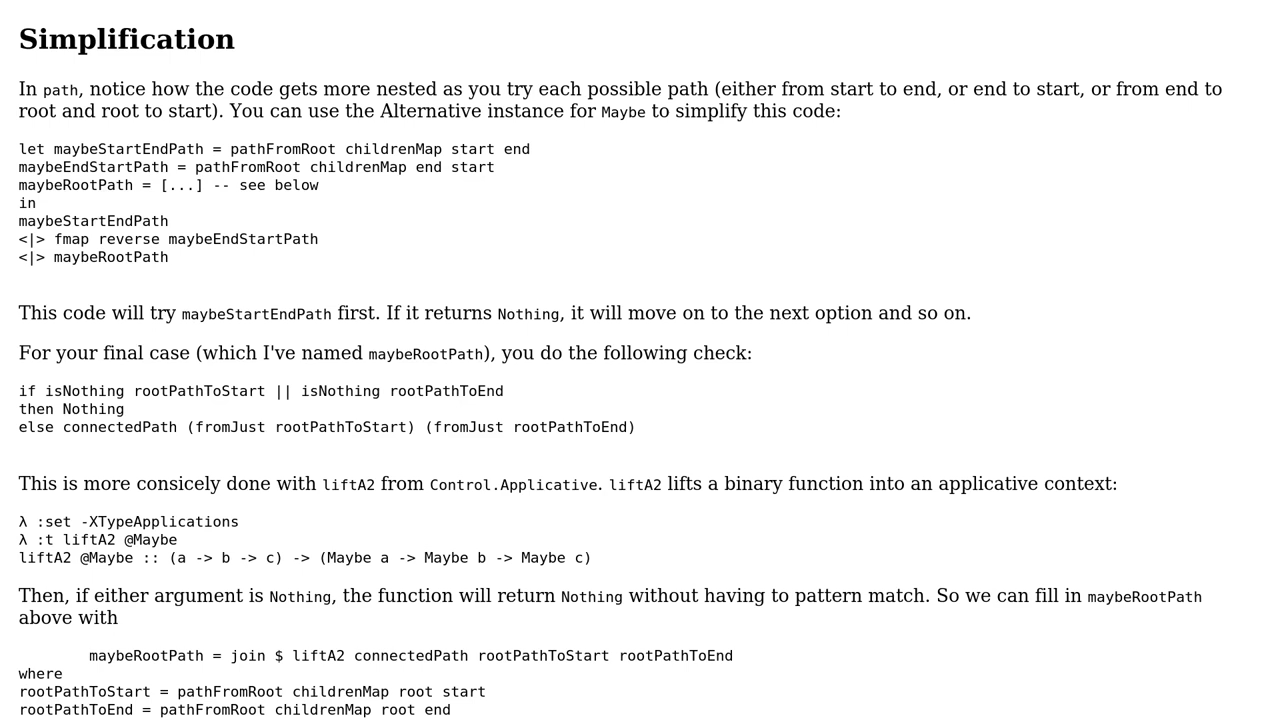 Simplification
In path, notice how the code gets more nested as you try each possible path (either from start to end, or end to start, or from end to
root and root to start). You can use the Alternative instance for Maybe to simplify this code:
let maybeStartEndPath = pathFromRoot childrenMap start end
maybeEndStartPath = pathFromRoot childrenMap end start
maybeRootPath = [...] -- see below
in
maybeStartEndPath
<|> fmap reverse maybeEndStartPath
<|> maybeRootPath
This code will try maybeStartEndPath first. If it returns Nothing, it will move on to the next option and so on.
For your final case (which I've named maybeRootPath), you do the following check:
if isNothing rootPathToStart || isNothing rootPathToEnd
then Nothing
else connectedPath (fromJust rootPathToStart) (fromJust rootPathToEnd)
This is more consicely done with liftA2 from Control.Applicative. liftA2 lifts a binary function into an applicative context:
λ :set -XTypeApplications
λ :t liftA2 @Maybe
liftA2 @Maybe :: (a -> b -> c) -> (Maybe a -> Maybe b -> Maybe c)
Then, if either argument is Nothing, the function will return Nothing without having to pattern match. So we can fill in maybeRootPath
above with
maybeRootPath = join $ liftA2 connectedPath rootPathToStart rootPathToEnd
where
rootPathToStart = pathFromRoot childrenMap root start
rootPathToEnd = pathFromRoot childrenMap root end